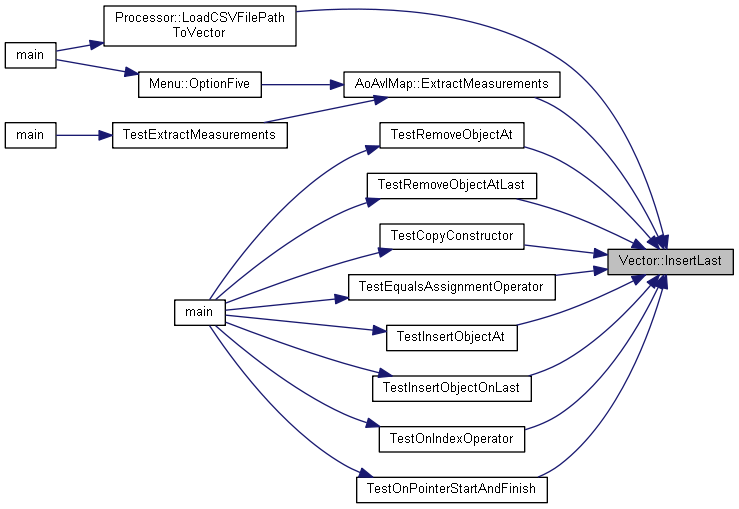 Processor::LoadCSVFilePath
ToVector
main
Menu::OptionFive
AoAvlMap::ExtractMeasurements
main
TestExtractMeasurements
TestRemoveObjectAt
TestRemoveObjectAtLast
TestCopyConstructor
Vector::InsertLast
TestEqualsAssignmentOperator
main
TestInsertObjectAt
TestInsertObjectOnLast
TestOnIndexOperator
TestOnPointerStartAndFinish